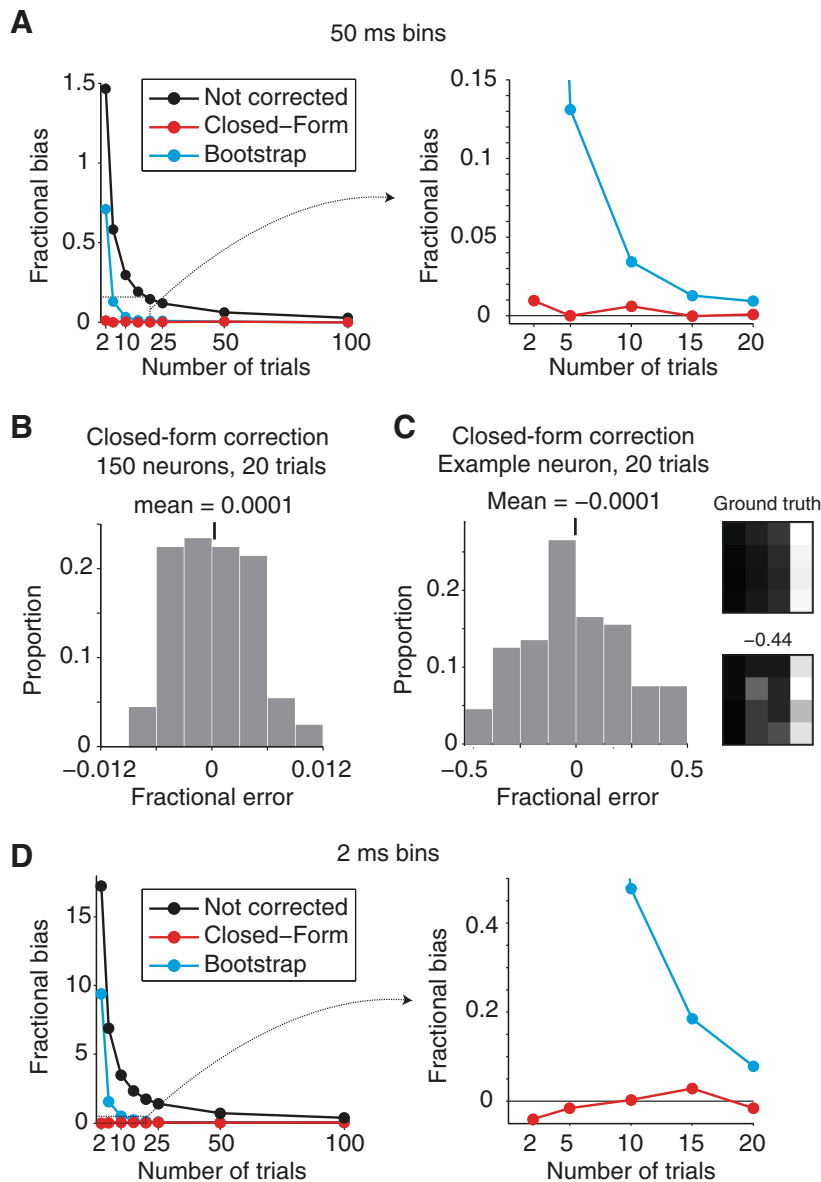 A
50 ms bins
Fractional bias
1.5
1
0.5
0
Not corrected
Closed–Form
Bootstrap
2 10 25 50 100
Number of trials
Fractional bias
0.15
0.1
0.05
0
2 5 10 15 20
Number of trials
B
Closed-form correction
150 neurons, 20 trials
mean = 0.0001
Proportion
0.2
0.1
0
−0.012 0 0.012
Fractional error
C
Closed-form correction
Example neuron, 20 trials
Mean = −0.0001
Proportion
0.2
0.1
0
−0.5 0 0.5
Fractional error
Ground truth
−0.44
D
2 ms bins
Fractional bias
15
10
5
0
Not corrected
Closed–Form
Bootstrap
2 10 25 50 100
Number of trials
Fractional bias
0.4
0.2
0
2 5 10 15 20
Number of trials